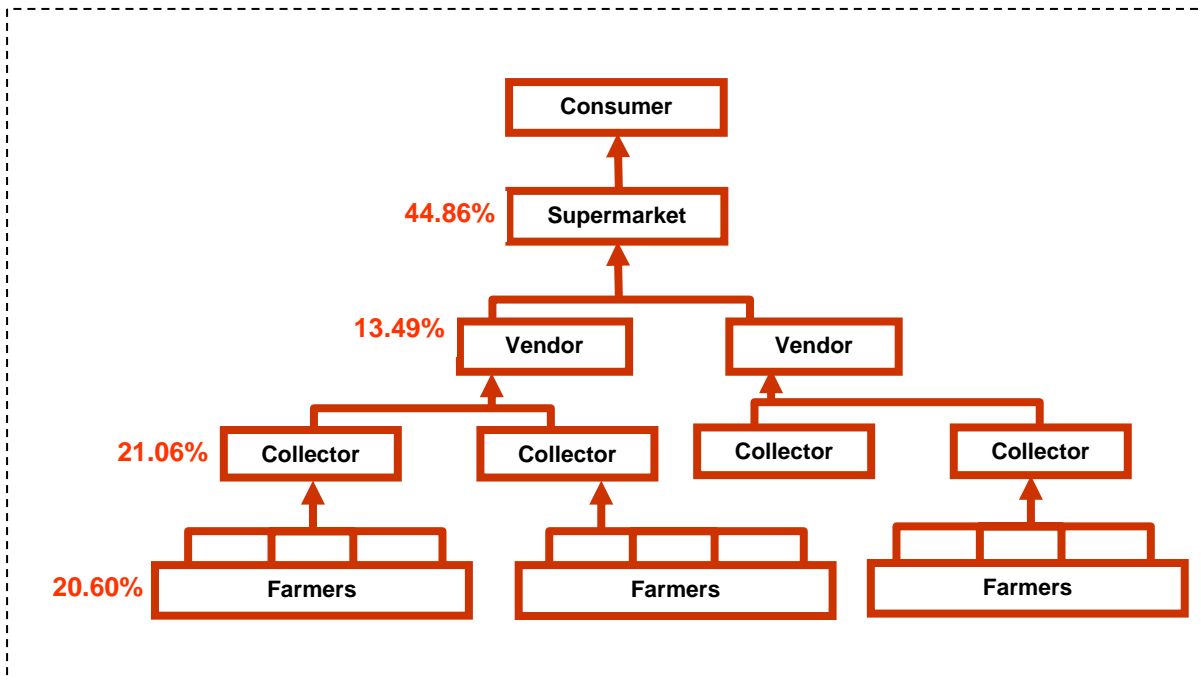 Consumer
44.86% Supermarket
13.49% Vendor Vendor
21.06% Collector Collector Collector Collector
20.60% Farmers Farmers Farmers